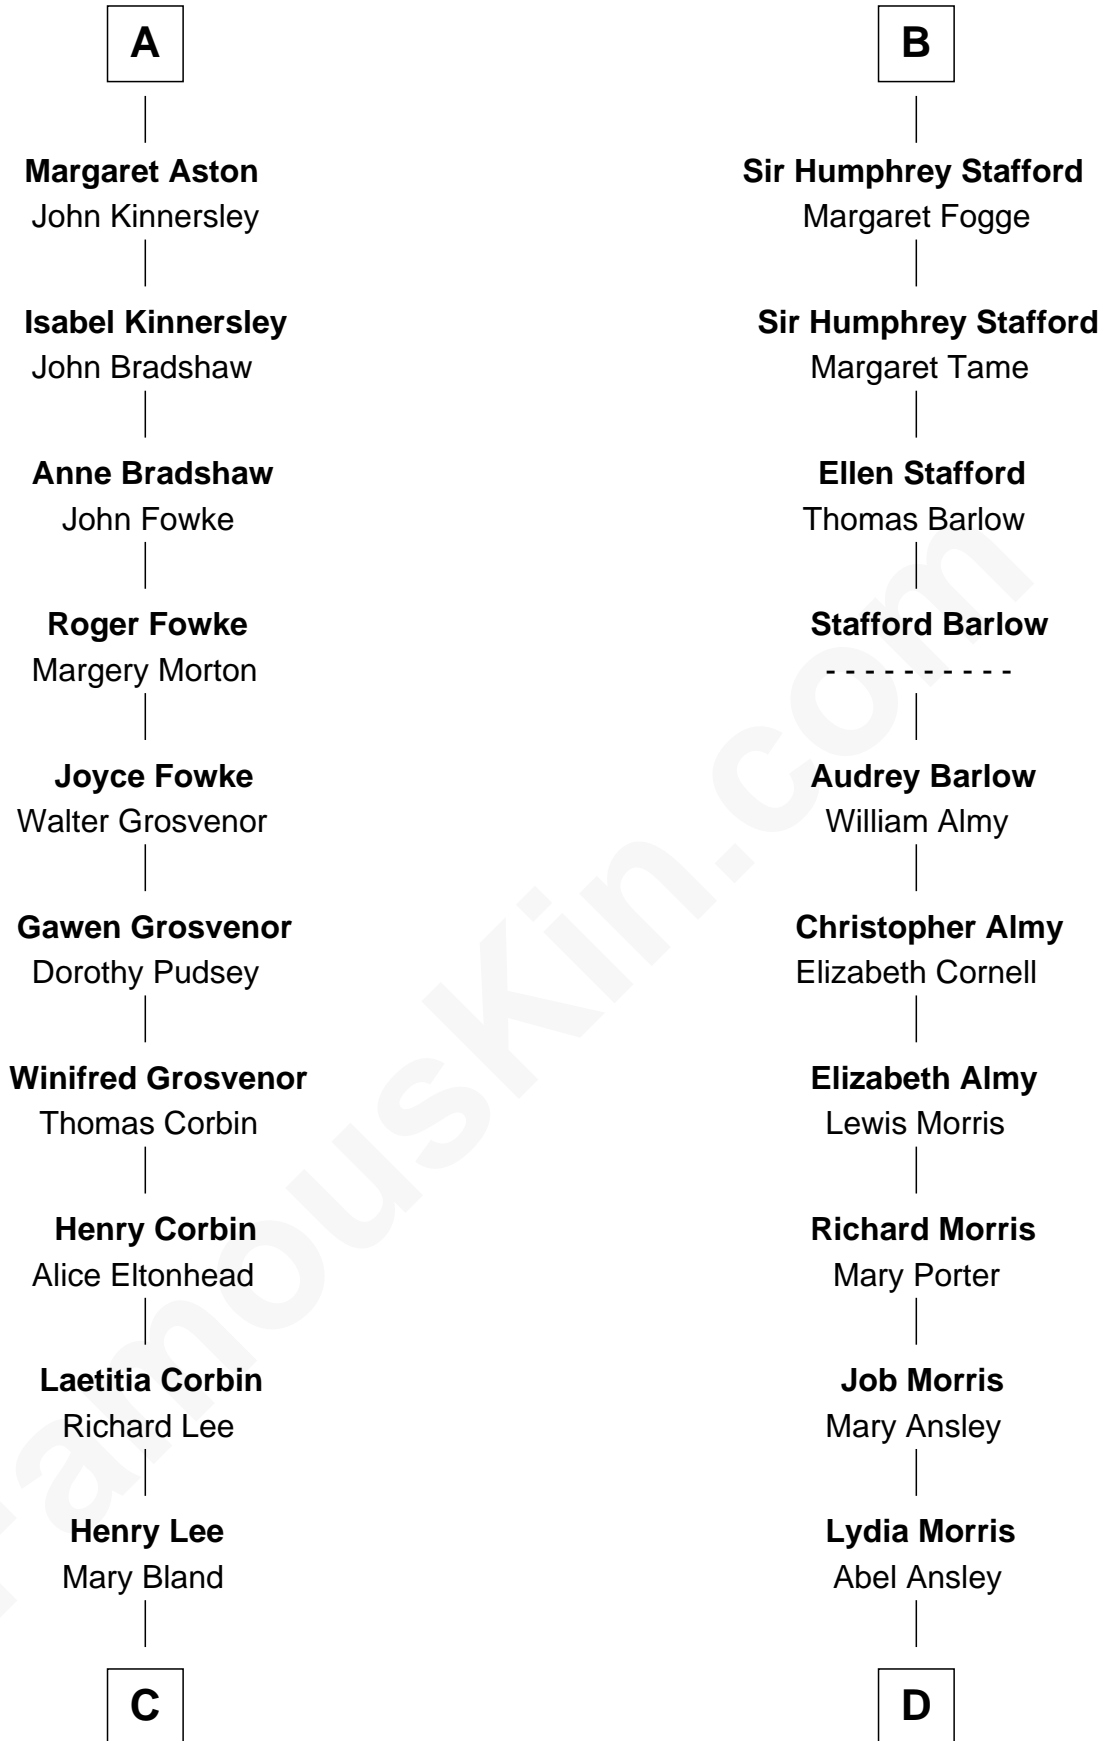 A
Margaret Aston
John Kinnersley
Isabel Kinnersley
John Bradshaw
Anne Bradshaw
John Fowke
Roger Fowke
Margery Morton
Joyce Fowke
Walter Grosvenor
Gawen Grosvenor
Dorothy Pudsey
Winifred Grosvenor
Thomas Corbin
Henry Corbin
Alice Eltonhead
Laetitia Corbin
Richard Lee
Henry Lee
Mary Bland
C
B
Sir Humphrey Stafford
Margaret Fogge
Sir Humphrey Stafford
Margaret Tame
Ellen Stafford
Thomas Barlow
Stafford Barlow
- - - - - - - - - -
Audrey Barlow
William Almy
Christopher Almy
Elizabeth Cornell
Elizabeth Almy
Lewis Morris
Richard Morris
Mary Porter
Job Morris
Mary Ansley
Lydia Morris
Abel Ansley
D
FamousKin.com